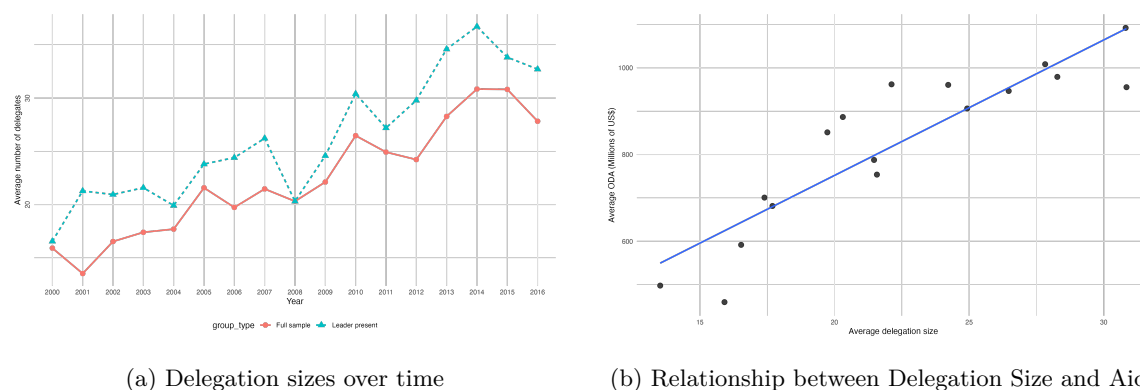 Average number of delegates
30
20
2000 2001 2002 2003 2004 2005 2006 2007 2008 2009 2010 2011 2012 2013 2014 2015 2016
Year
group_type Full sample Leader present
(a) Delegation sizes over time
Average ODA (Millions of US$)
1000
800
600
15 20 25 30
Average delegation size
(b) Relationship between Delegation Size and Aid